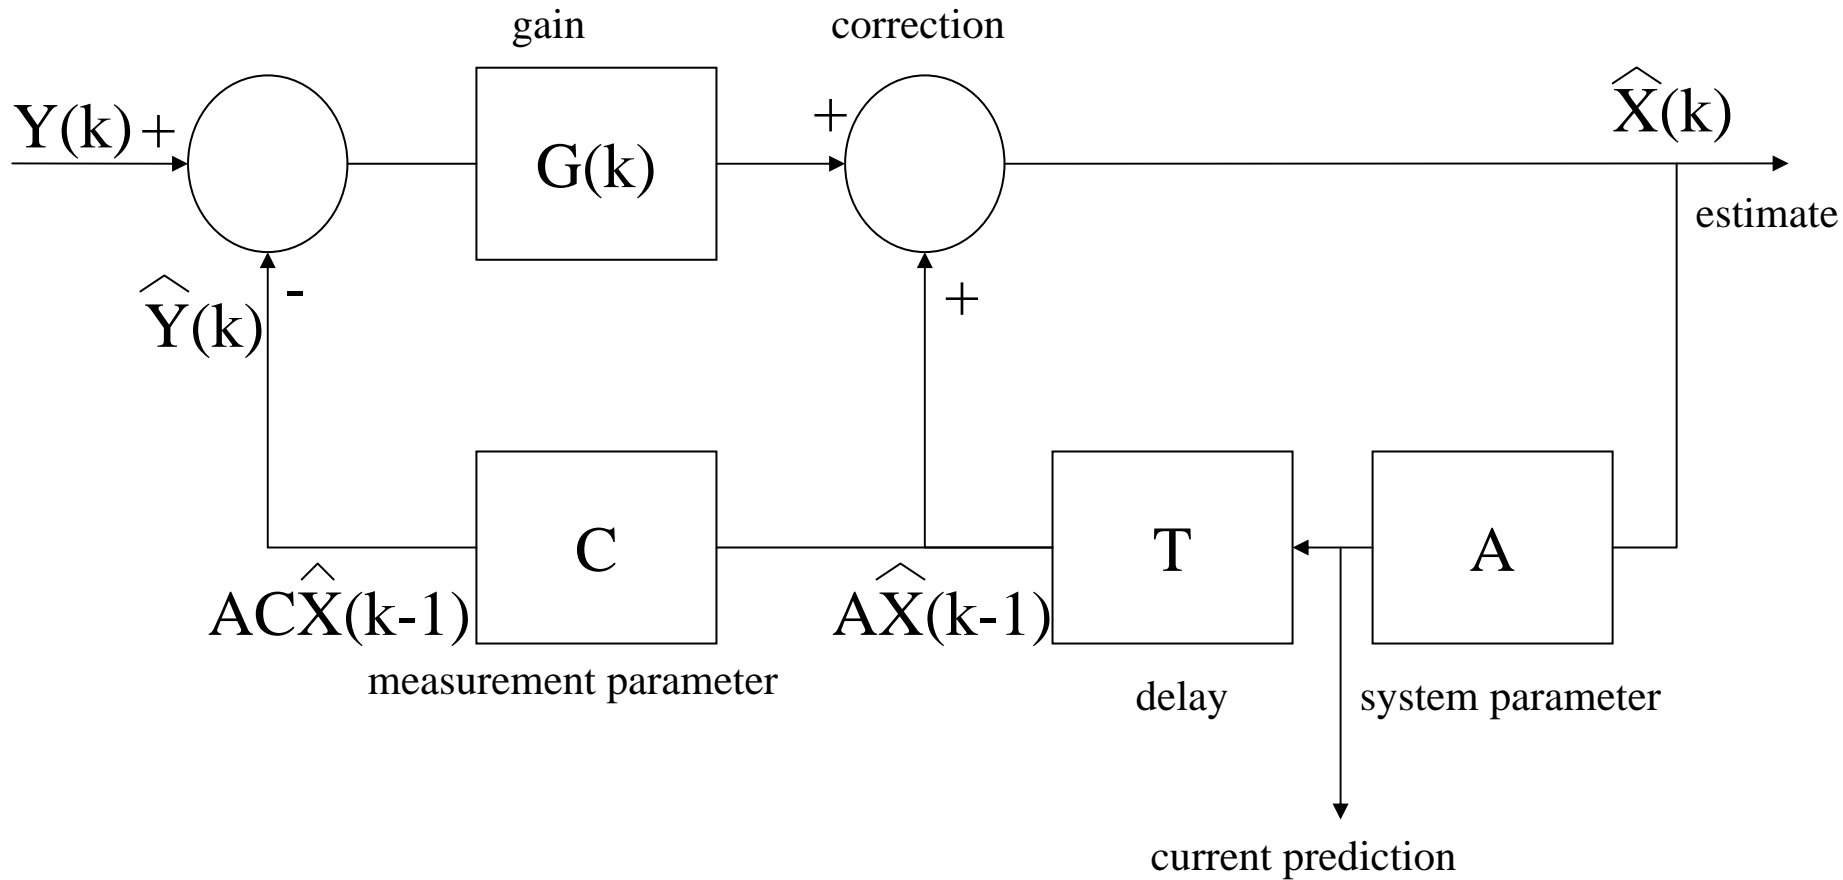 gain
correction
Y(k) +
G(k)
+
X̂(k)
estimate
Ŷ(k)
-
+
C
T
A
ACX̂(k-1)
AX̂(k-1)
measurement parameter
delay
system parameter
current prediction